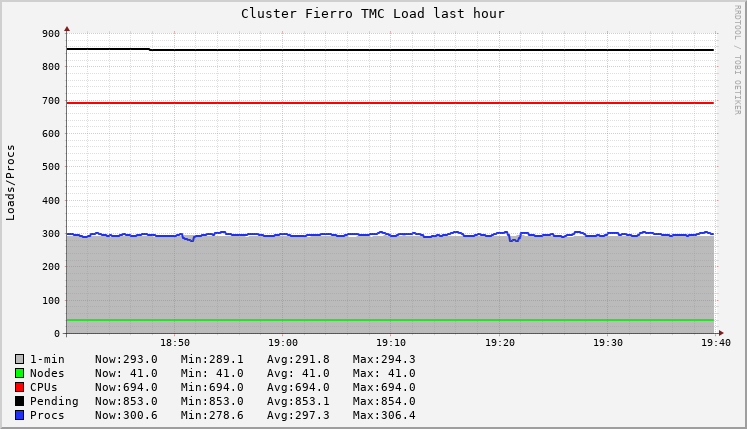 Cluster Fierro TMC Load last hour
RRDTOOL / TOBI OETIKER
Loads/Procs
900
800
700
600
500
400
300
200
100
0
18:50 19:00 19:10 19:20 19:30 19:40
1-min Now:293.0 Min:289.1 Avg:291.8 Max:294.3
Nodes Now: 41.0 Min: 41.0 Avg: 41.0 Max: 41.0
CPUs Now:694.0 Min:694.0 Avg:694.0 Max:694.0
Pending Now:853.0 Min:853.0 Avg:853.1 Max:854.0
Procs Now:300.6 Min:278.6 Avg:297.3 Max:306.4